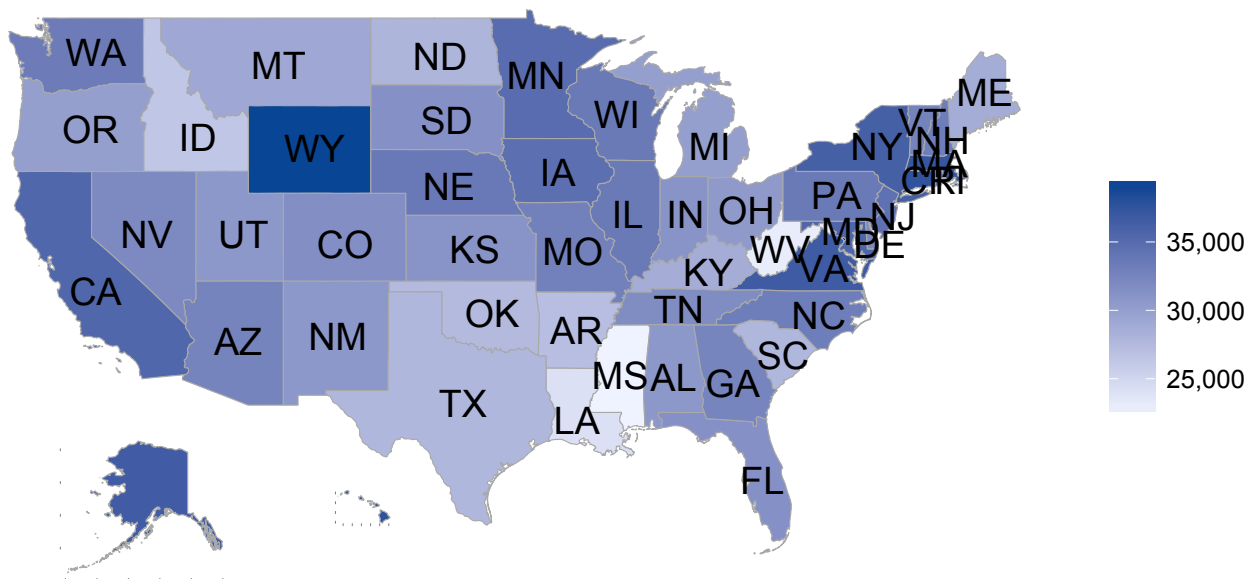 WA
MT
ND
MN
ME
OR
ID
WY
SD
WI
MI
VT
NH
NY
MA
CT
RI
NE
IA
PA
NV
UT
CO
KS
MO
IL
IN
OH
NJ
MD
DE
WV
VA
KY
CA
AZ
NM
OK
AR
TN
NC
SC
TX
LA
MS
AL
GA
FL
35,000
30,000
25,000